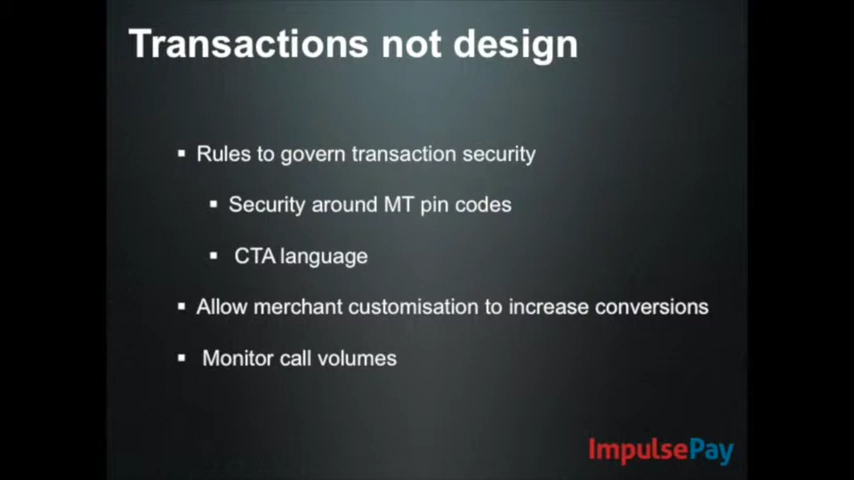 Transactions not design
▪ Rules to govern transaction security
▪ Security around MT pin codes
▪ CTA language
▪ Allow merchant customisation to increase conversions
▪ Monitor call volumes
ImpulsePay